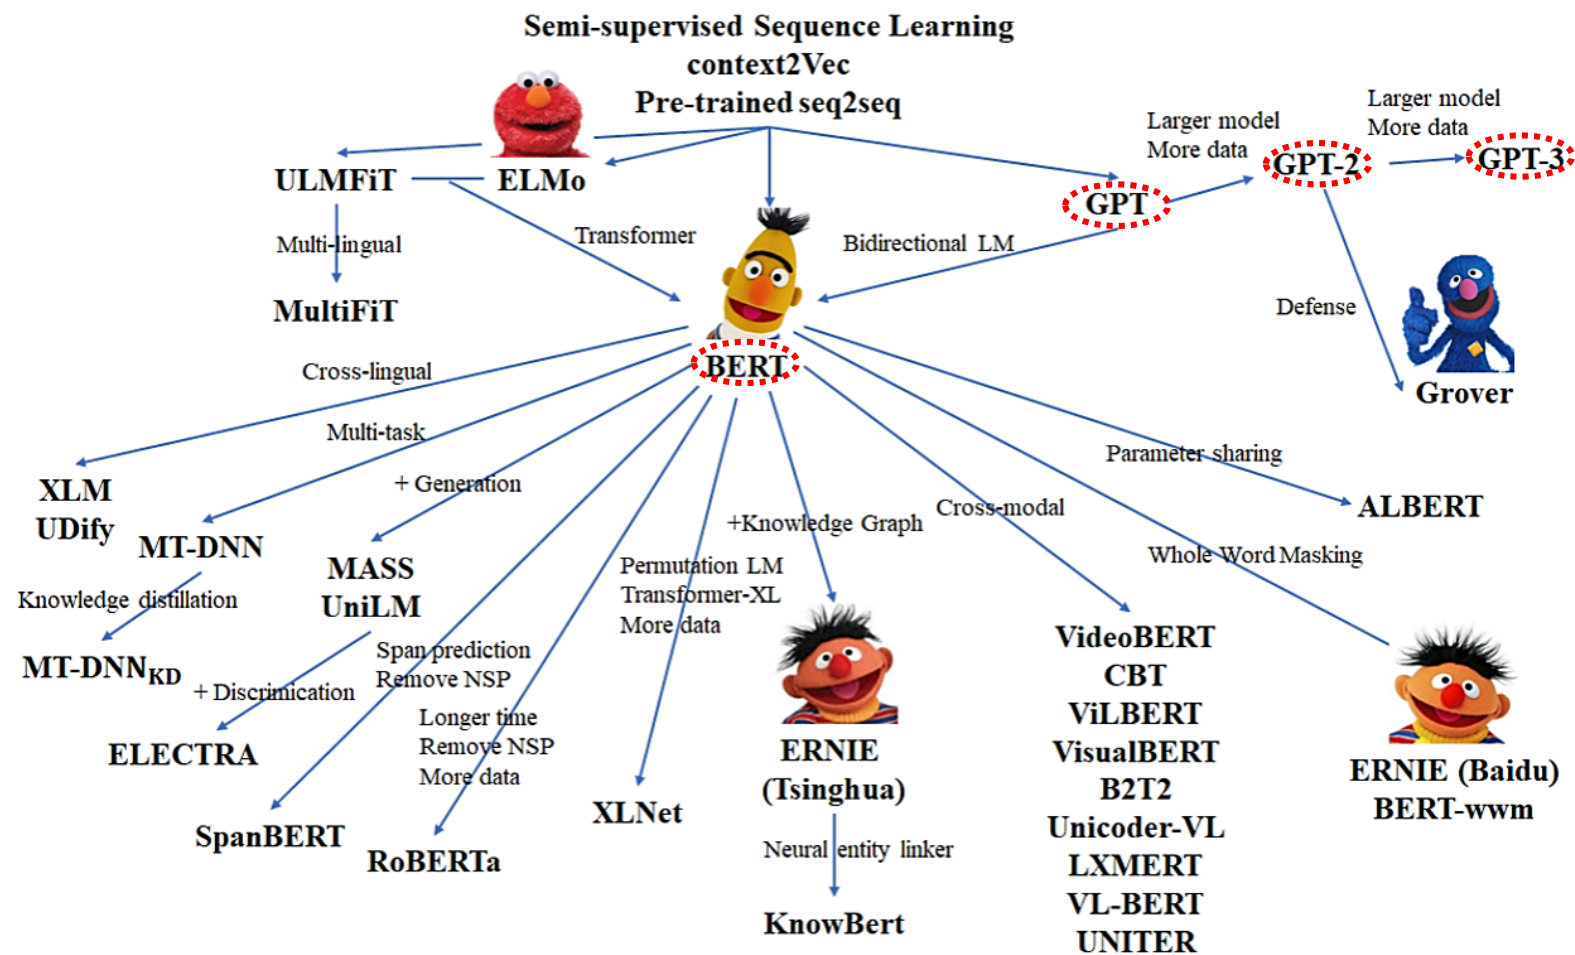 Semi-supervised Sequence Learning
context2Vec
Pre-trained seq2seq
Larger model
More data
Larger model
More data
GPT-3
GPT-2
ULMFiT
ELMo
GPT
Multi-lingual
Transformer
Bidirectional LM
MultiFiT
Defense
Grover
BERT
Cross-lingual
Multi-task
+ Generation
Parameter sharing
XLM
UDify
MT-DNN
ALBERT
Cross-modal
+Knowledge Graph
Whole Word Masking
MASS
UniLM
Permutation LM
Transformer-XL
More data
Knowledge distillation
MT-DNNKD
Span prediction
Remove NSP
+ Discrimication
Longer time
Remove NSP
More data
ELECTRA
SpanBERT
RoBERTa
XLNet
ERNIE
(Tsinghua)
Neural entity linker
KnowBert
VideoBERT
CBT
ViLBERT
VisualBERT
B2T2
Unicoder-VL
LXMERT
VL-BERT
UNITER
ERNIE (Baidu)
BERT-wwm